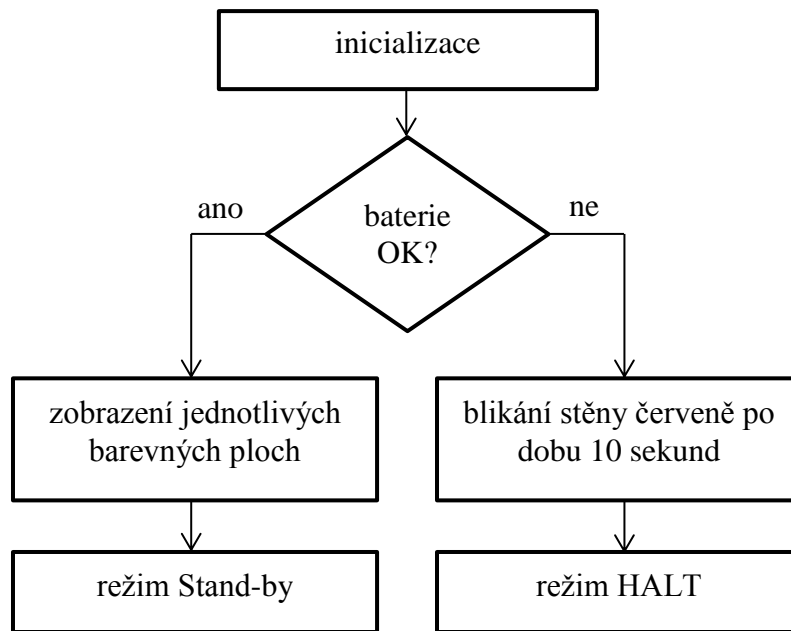 inicializace
ano
baterie
OK?
ne
zobrazení jednotlivých
barevných ploch
blikání stěny červeně po
dobu 10 sekund
režim Stand-by
režim HALT